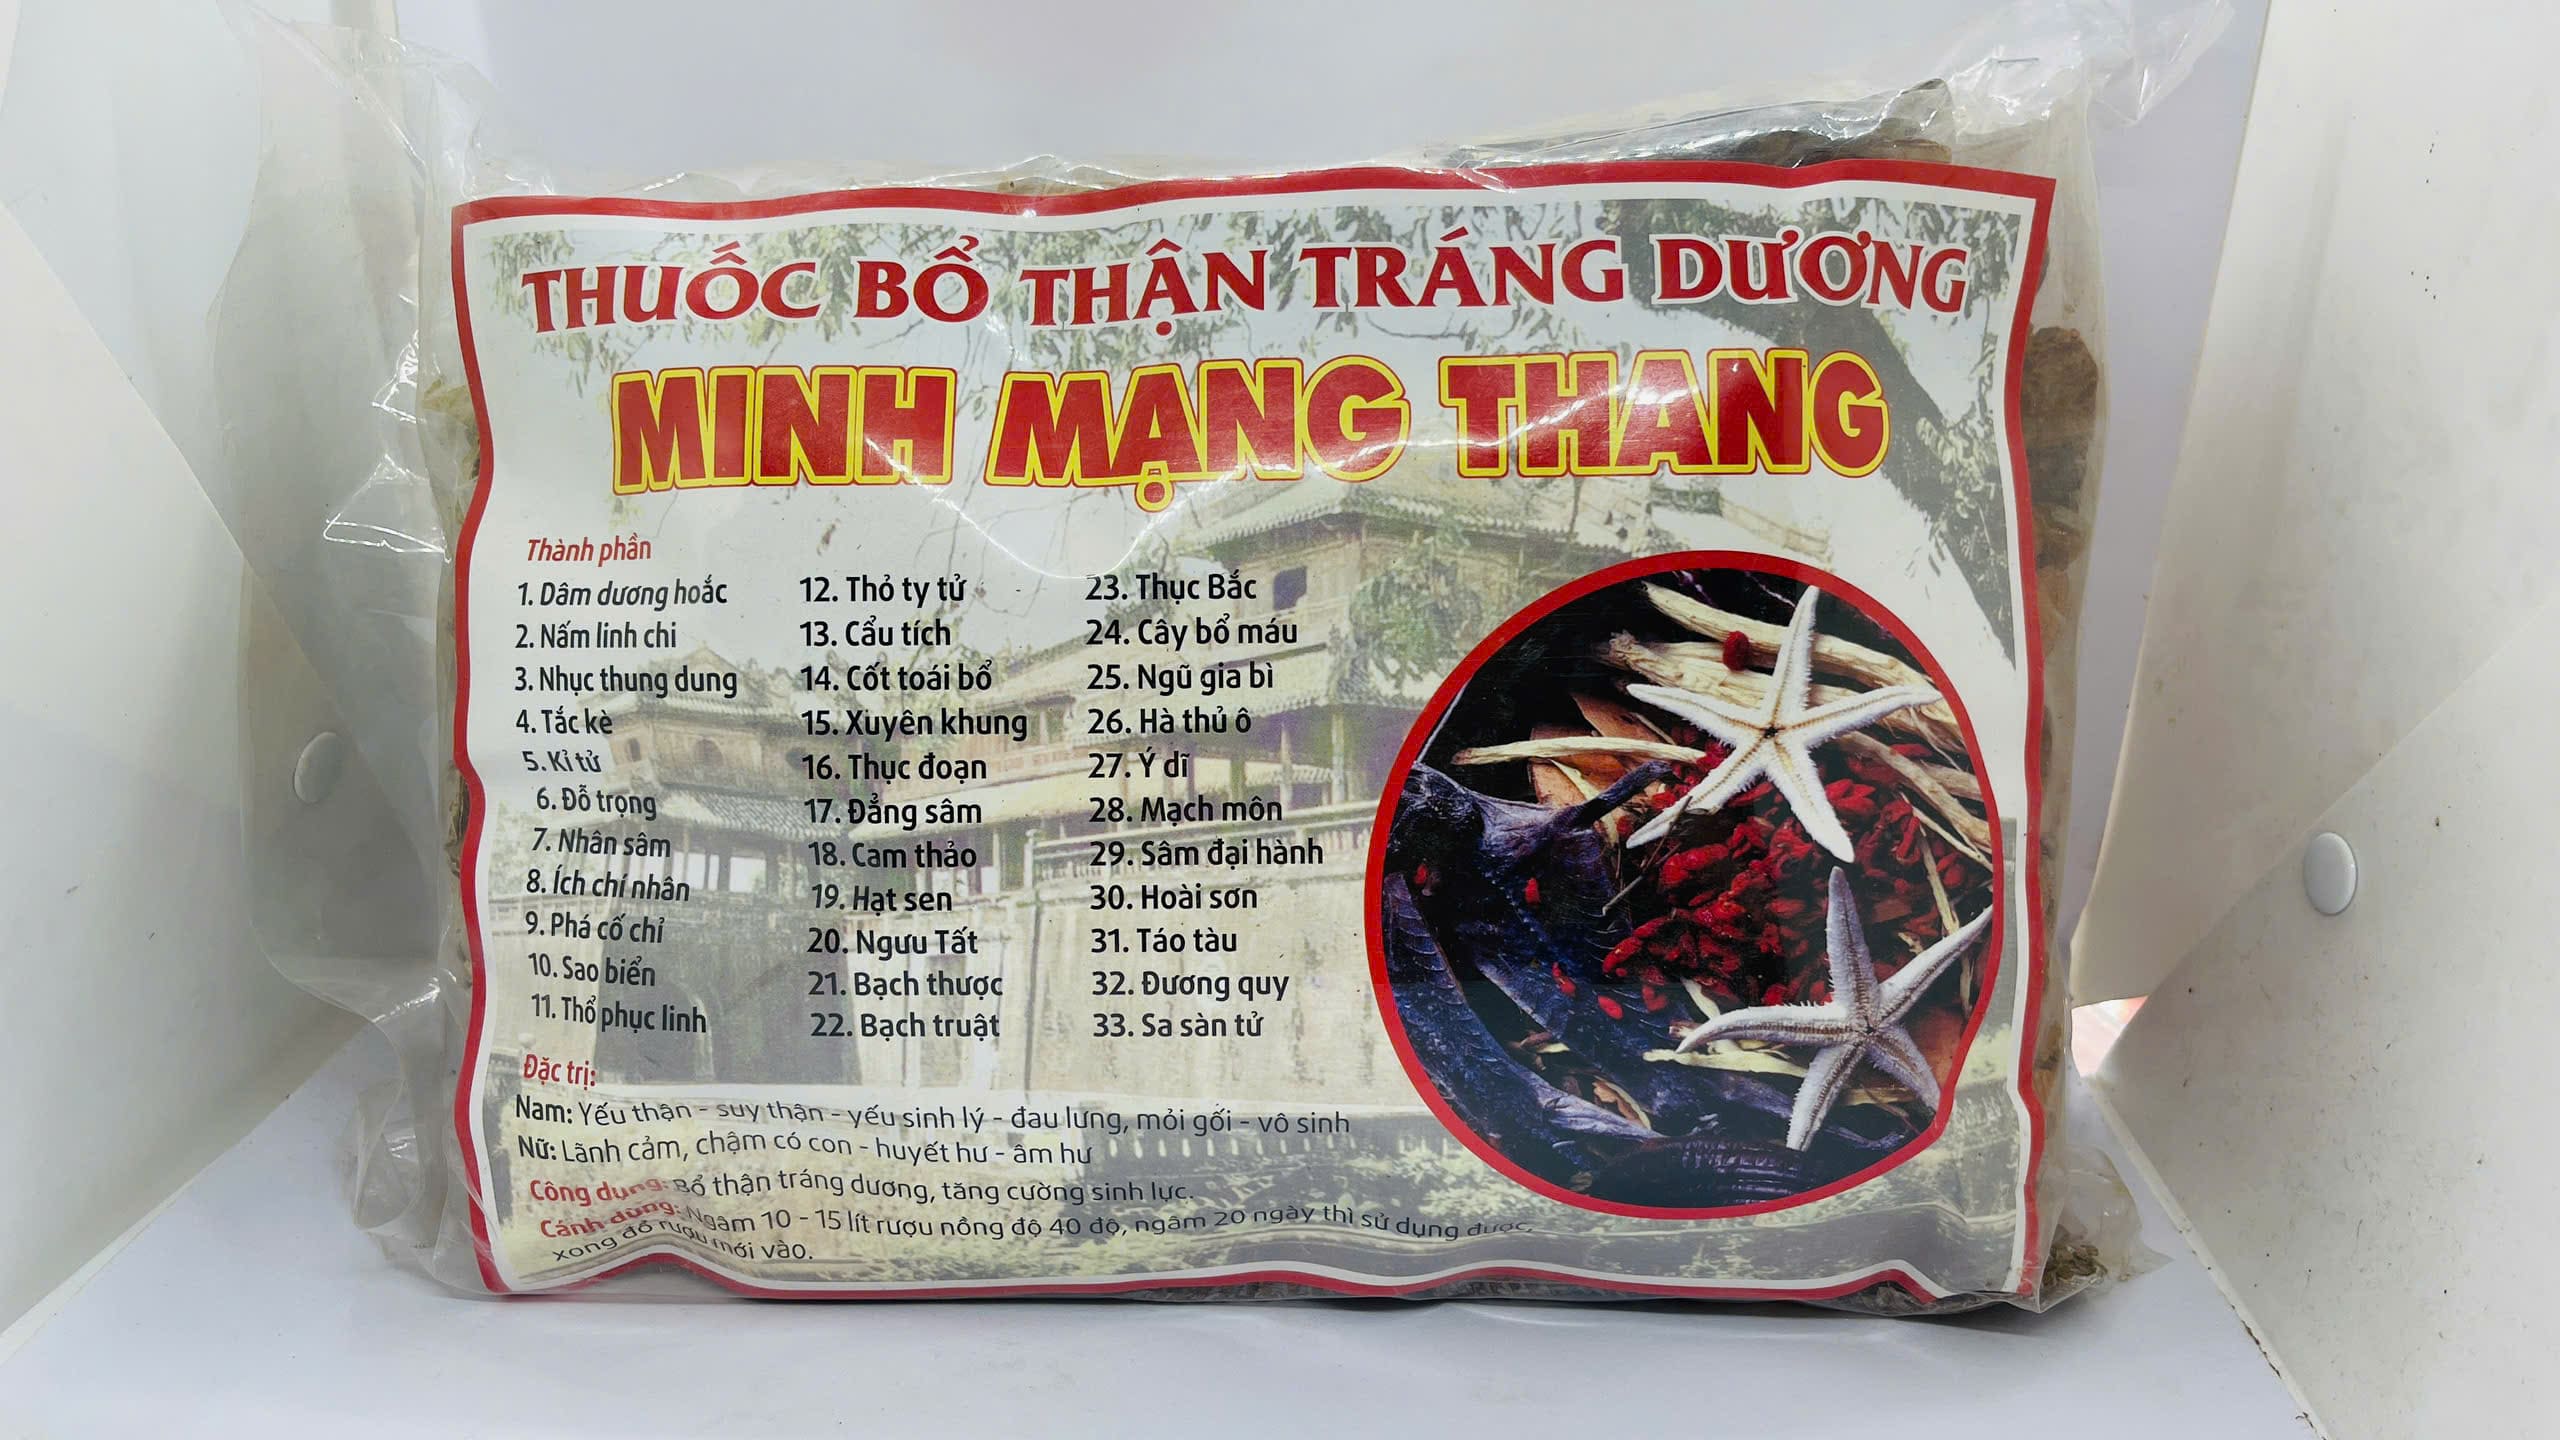 THUỐC BỔ THẬN TRÁNG DƯƠNG
MINH MẠNG THANG
Thành phần
1. Dâm dương hoắc
2. Nấm linh chi
3. Nhục thung dung
4. Tắc kè
5. Kỉ tử
6. Đỗ trọng
7. Nhân sâm
8. Ích chí nhân
9. Phá cố chỉ
10. Sao biển
11. Thổ phục linh
12. Thỏ ty tử
13. Cẩu tích
14. Cốt toái bổ
15. Xuyên khung
16. Thục đoạn
17. Đẳng sâm
18. Cam thảo
19. Hạt sen
20. Ngưu Tất
21. Bạch thược
22. Bạch truật
23. Thục Bắc
24. Cây bổ máu
25. Ngũ gia bì
26. Hà thủ ô
27. Ý dĩ
28. Mạch môn
29. Sâm đại hành
30. Hoài sơn
31. Táo tàu
32. Đương quy
33. Sa sàn tử
Đặc trị:
Nam: Yếu thận - suy thận - yếu sinh lý - đau lưng, mỏi gối - vô sinh
Nữ: Lãnh cảm, chậm có con - huyết hư - âm hư
Công dụng: Bổ thận tráng dương, tăng cường sinh lực.
Cánh dùng: Ngâm 10 - 15 lít rượu nồng độ 40 độ, ngâm 20 ngày thì sử dụng được,
xong đổ rượu mới vào.